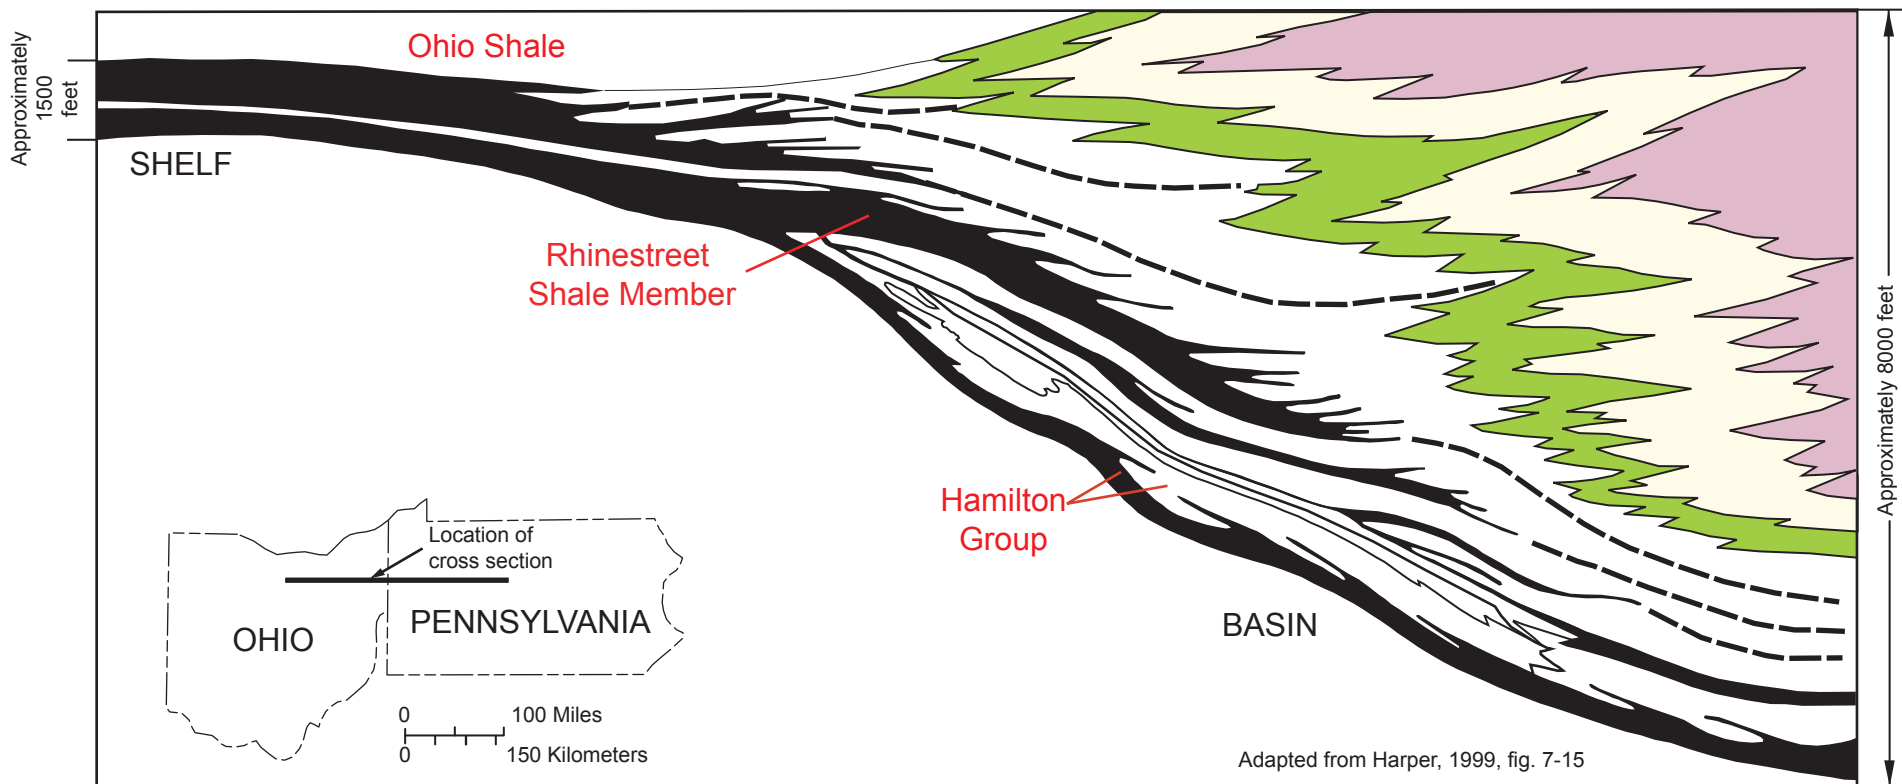 Ohio Shale
Approximately
1500
feet
SHELF
Rhinestreet
Shale Member
Approximately 8000 feet
Hamilton
Group
BASIN
Location of
cross section
OHIO
PENNSYLVANIA
0
100 Miles
0
150 Kilometers
Adapted from Harper, 1999, fig. 7-15